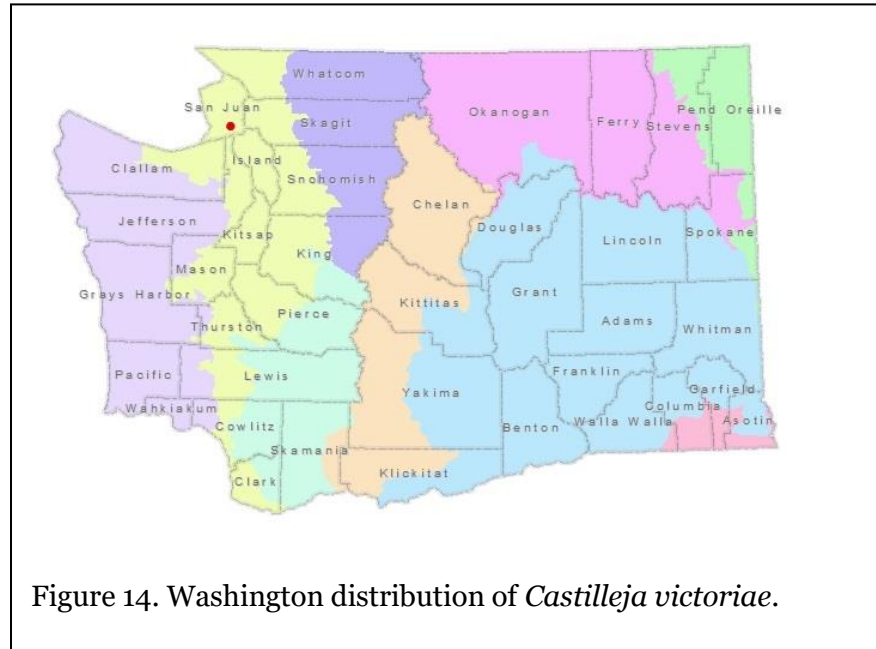 Whatcom
San Juan
Skagit
Okanogan
Ferry
Stevens
Pend Oreille
Clallam
Island
Snohomish
Chelan
Jefferson
Kitsap
King
Douglas
Lincoln
Spokane
Mason
Grays Harbor
Kittitas
Grant
Pierce
Thurston
Adams
Whitman
Pacific
Lewis
Yakima
Franklin
Garfield
Wahkiakum
Columbia
Cowlitz
Walla Walla
Asotin
Benton
Skamania
Klickitat
Clark
Figure 14. Washington distribution of Castilleja victoriae.